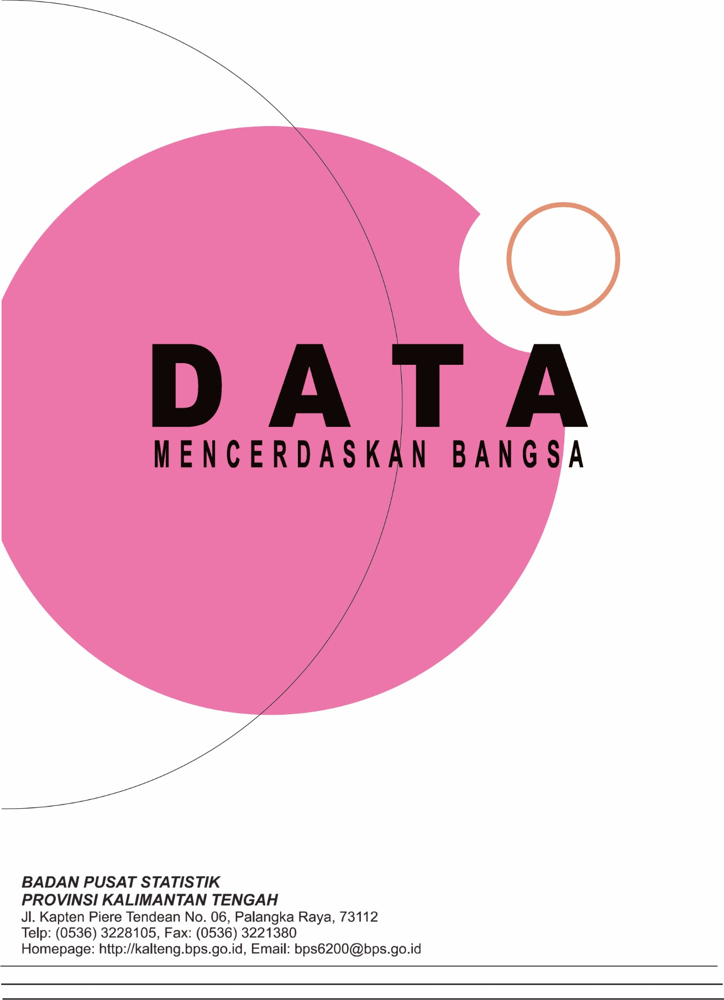 DATA
MENCERDASKAN BANGSA
BADAN PUSAT STATISTIK
PROVINSI KALIMANTAN TENGAH
Jl. Kapten Piere Tendean No. 06, Palangka Raya, 73112
Telp: (0536) 3228105, Fax: (0536) 3221380
Homepage: http://kalteng.bps.go.id, Email: bps6200@bps.go.id